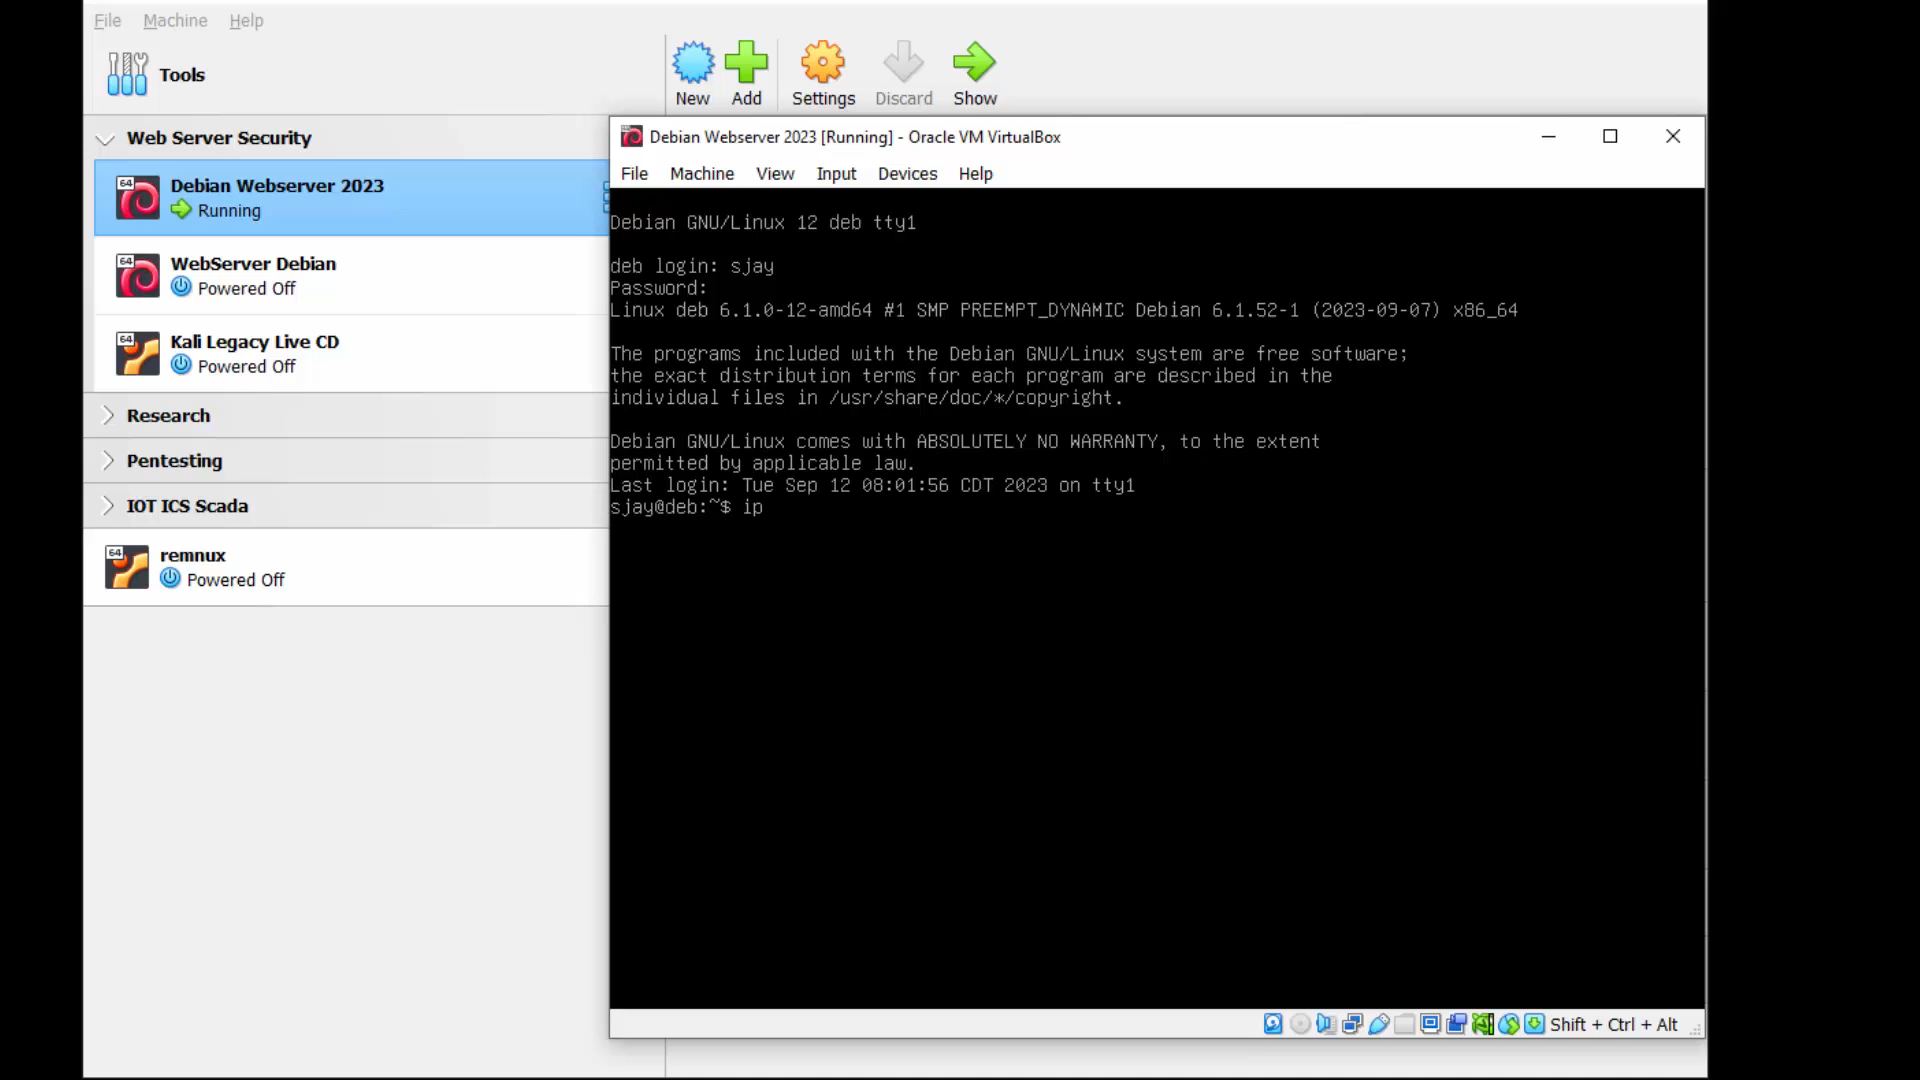 File Machine Help
Tools
New Add Settings Discard Show
Web Server Security
64
Debian Webserver 2023
Running
64
WebServer Debian
Powered Off
64
Kali Legacy Live CD
Powered Off
Research
Pentesting
IOT ICS Scada
64
remnux
Powered Off
Debian Webserver 2023 [Running] - Oracle VM VirtualBox
File Machine View Input Devices Help
Debian GNU/Linux 12 deb tty1
deb login: sjay
Password:
Linux deb 6.1.0-12-amd64 #1 SMP PREEMPT_DYNAMIC Debian 6.1.52-1 (2023-09-07) x86_64
The programs included with the Debian GNU/Linux system are free software;
the exact distribution terms for each program are described in the
individual files in /usr/share/doc/*/copyright.
Debian GNU/Linux comes with ABSOLUTELY NO WARRANTY, to the extent
permitted by applicable law.
Last login: Tue Sep 12 08:01:56 CDT 2023 on tty1
sjay@deb:~$ ip
Shift + Ctrl + Alt